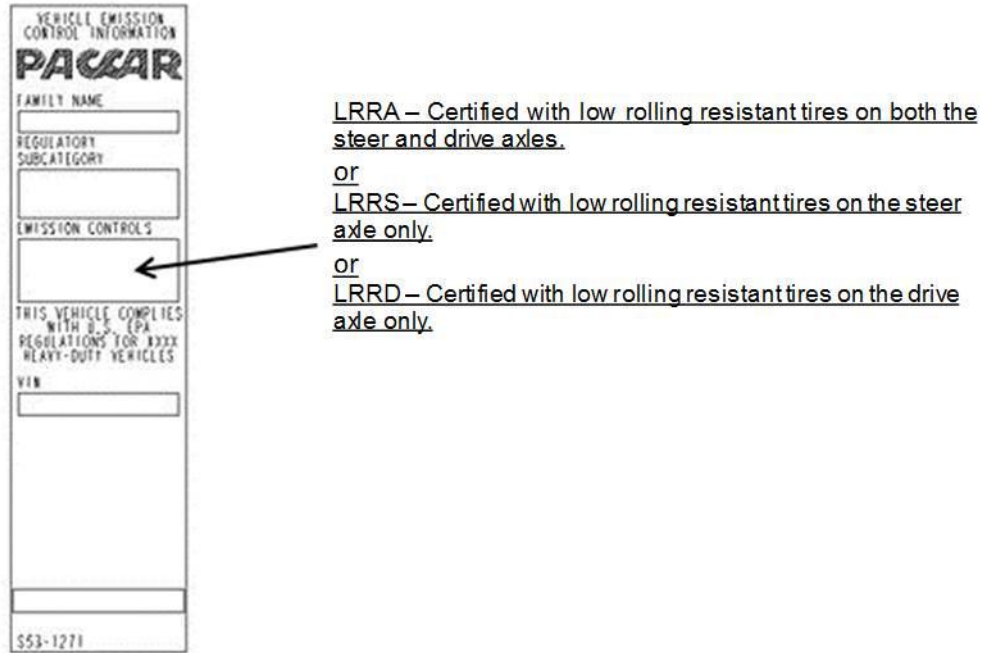 VEHICLE EMISSION
CONTROL INFORMATION
PACCAR
FAMILY NAME
REGULATORY
SUBCATEGORY
EMISSION CONTROLS
THIS VEHICLE COMPLIES
WITH U.S. EPA
REGULATIONS FOR XXXX
HEAVY-DUTY VEHICLES
VIN
S53-1271
LRRA – Certified with low rolling resistant tires on both the
steer and drive axles.
or
LRRS – Certified with low rolling resistant tires on the steer
axle only.
or
LRRD – Certified with low rolling resistant tires on the drive
axle only.